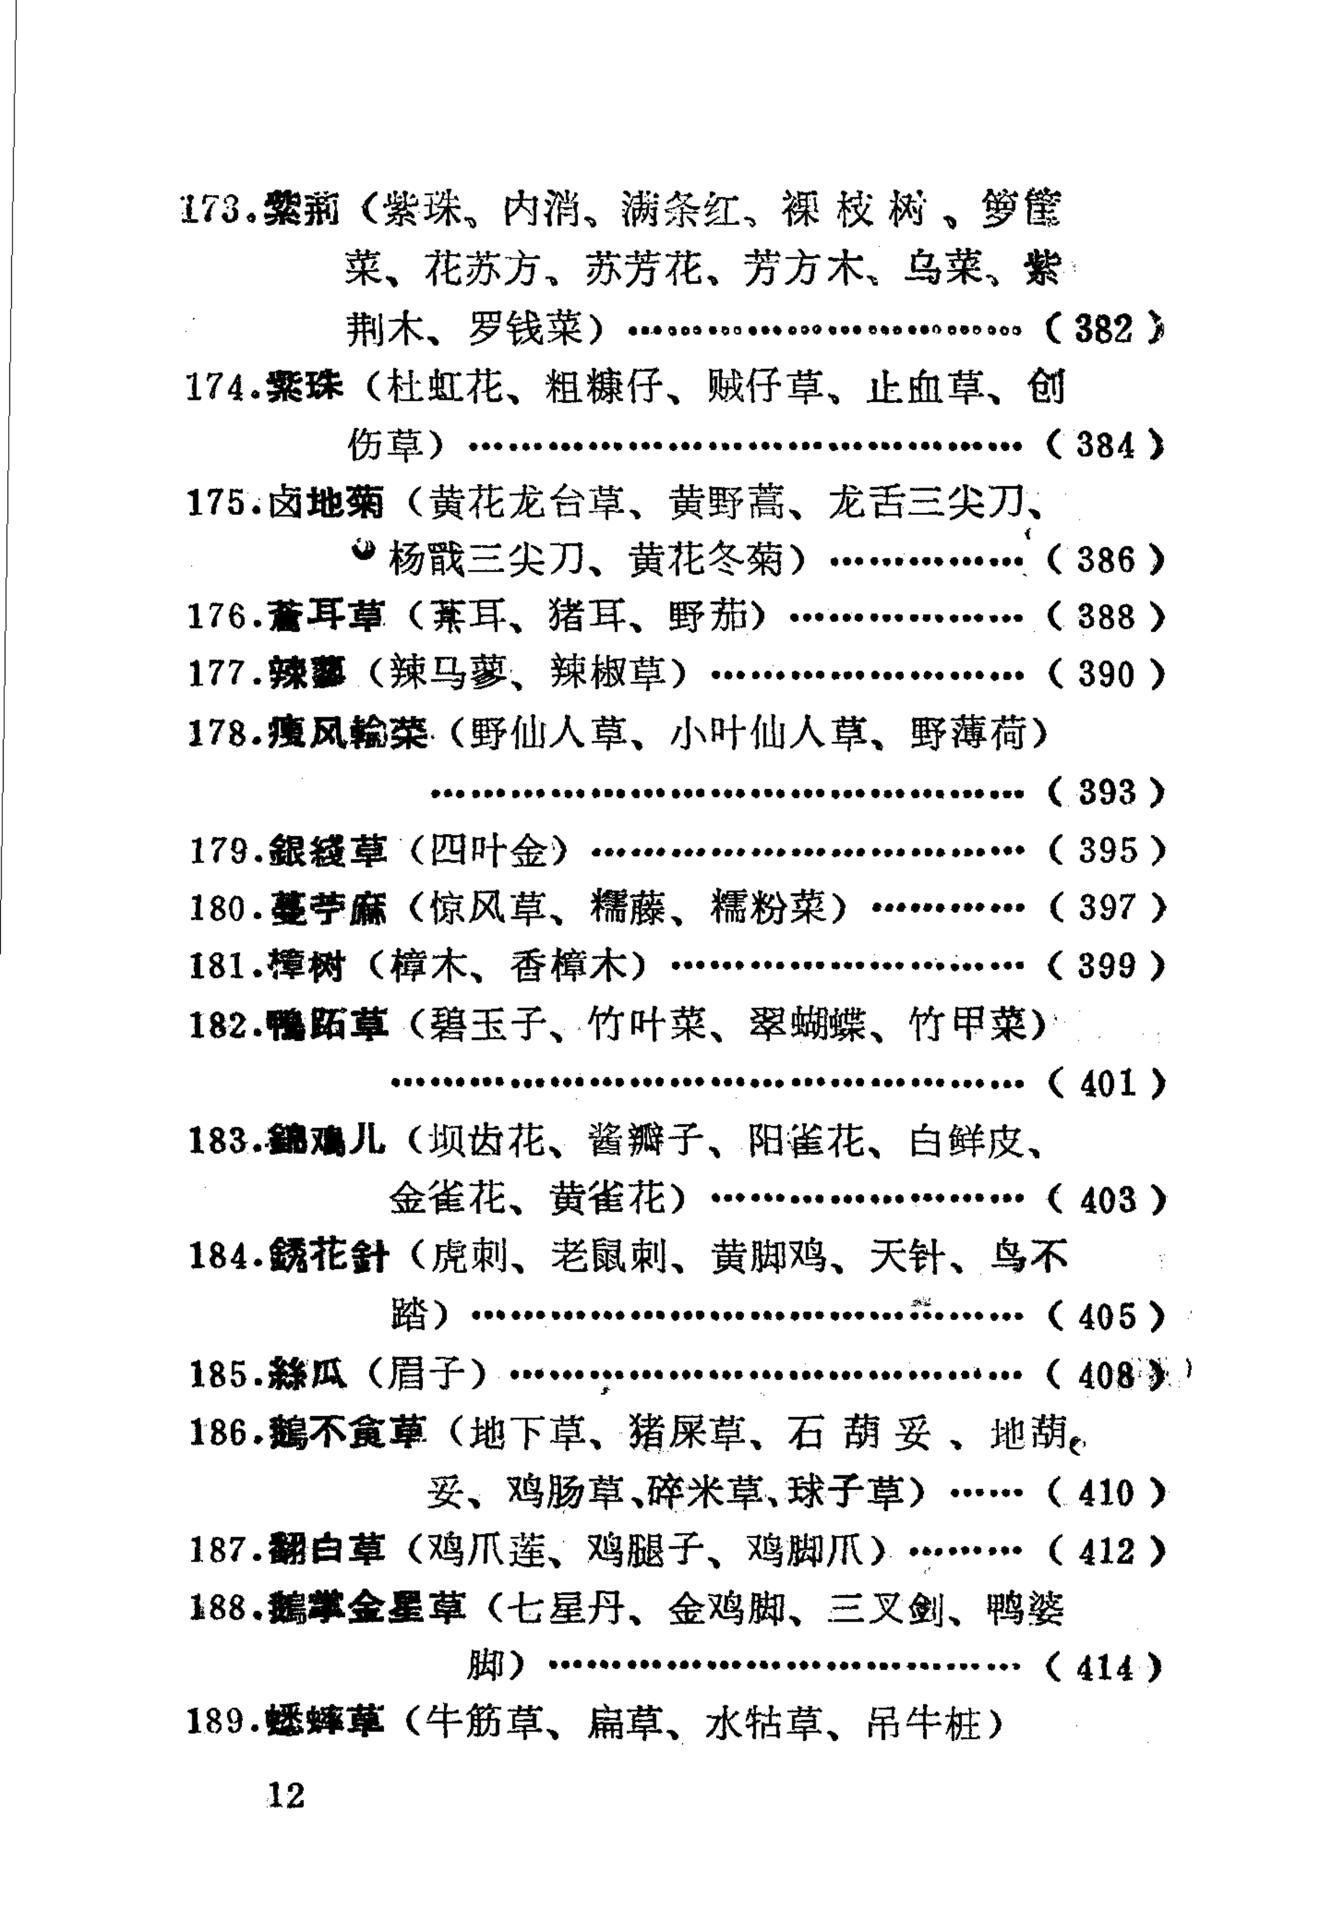 173.紫荊（紫珠、内消、满条红、裸枝树、箩筐
菜、花苏方、苏芳花、芳方木、乌菜、紫
荆木、罗钱菜）……………………………（382）
174.紫珠（杜虹花、粗糠仔、贼仔草、止血草、创
伤草）………………………………………（384）
175.卤地菊（黄花龙台草、黄野蒿、龙舌三尖刀、
杨戬三尖刀、黄花冬菊）……………（386）
176.蒼耳草（葈耳、猪耳、野茄）………………（388）
177.辣蓼（辣马蓼、辣椒草）……………………（390）
178.瘦风輪菜（野仙人草、小叶仙人草、野薄荷）
…………………………………………（393）
179.銀綫草（四叶金）……………………………（395）
180.蔓苧麻（惊风草、糯藤、糯粉菜）…………（397）
181.樟树（樟木、香樟木）………………………（399）
182.鴨跖草（碧玉子、竹叶菜、翠蝴蝶、竹甲菜）
……………………………………………（401）
183.錦鸡儿（坝齿花、酱瓣子、阳雀花、白鲜皮、
金雀花、黄雀花）……………………（403）
184.銹花針（虎刺、老鼠刺、黄脚鸡、天针、鸟不
踏）………………………………………（405）
185.絲瓜（眉子）…………………………………（408）
186.鵝不食草（地下草、猪屎草、石葫妥、地葫
妥、鸡肠草、碎米草、球子草）……（410）
187.翻白草（鸡爪莲、鸡腿子、鸡脚爪）………（412）
188.鵝掌金星草（七星丹、金鸡脚、三叉剑、鸭婆
脚）…………………………………（414）
189.蟋蟀草（牛筋草、扁草、水牯草、吊牛桩）
12